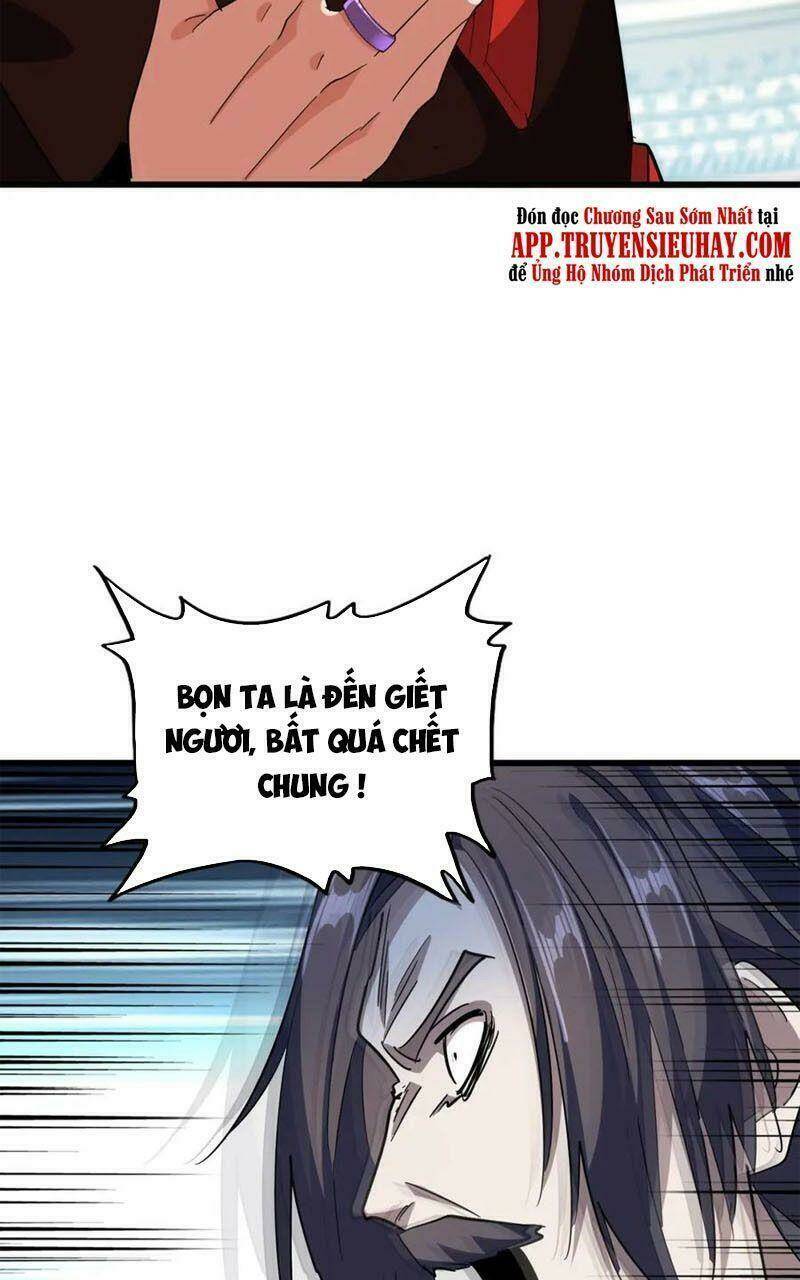 Đón đọc Chương Sau Sớm Nhất tại
APP.TRUYENSIEUHAY.COM
để Ủng Hộ Nhóm Dịch Phát Triển nhé
BỌN TA LÀ ĐẾN GIẾT
NGƯƠI, BẤT QUÁ CHẾT
CHUNG !